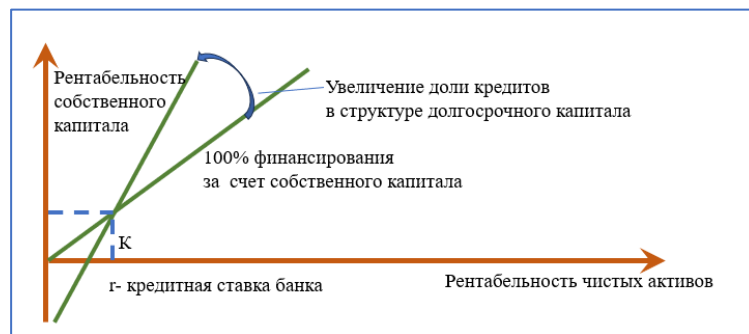 Рентабельность
собственного
капитала
Увеличение доли кредитов
в структуре долгосрочного капитала
100% финансирования
за счет собственного капитала
К
r- кредитная ставка банка
Рентабельность чистых активов